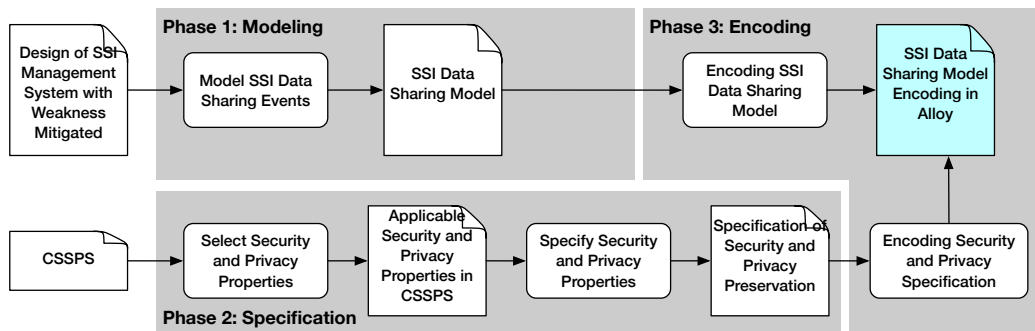 Phase 1: Modeling
Phase 3: Encoding
Design of SSI
Management
System with
Weakness
Mitigated
Model SSI Data
Sharing Events
SSI Data
Sharing Model
Encoding SSI
Data Sharing
Model
SSI Data
Sharing Model
Encoding in
Alloy
CSSPS
Select Security
and Privacy
Properties
Applicable
Security and
Privacy
Properties in
CSSPS
Specify Security
and Privacy
Properties
Specification of
Security and
Privacy
Preservation
Encoding Security
and Privacy
Specification
Phase 2: Specification